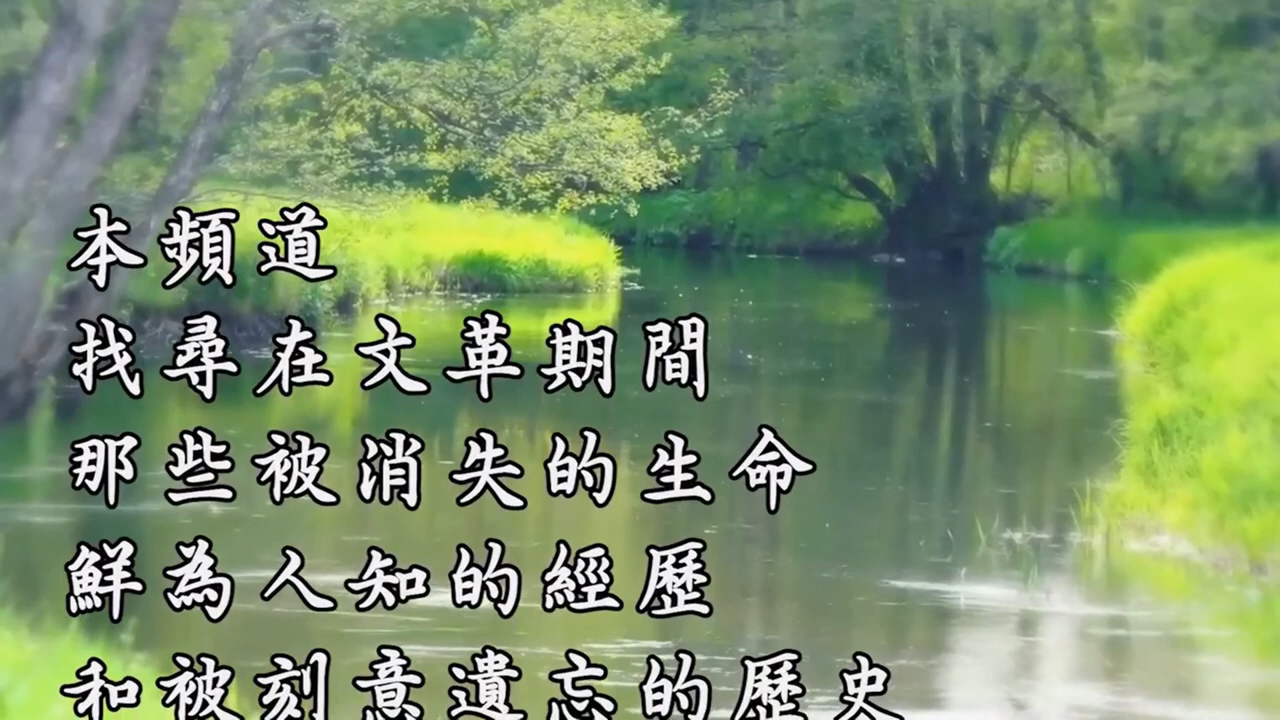 本頻道
找尋在文革期間
那些被消失的生命
鮮為人知的經歷
和被刻意遺忘的歷史